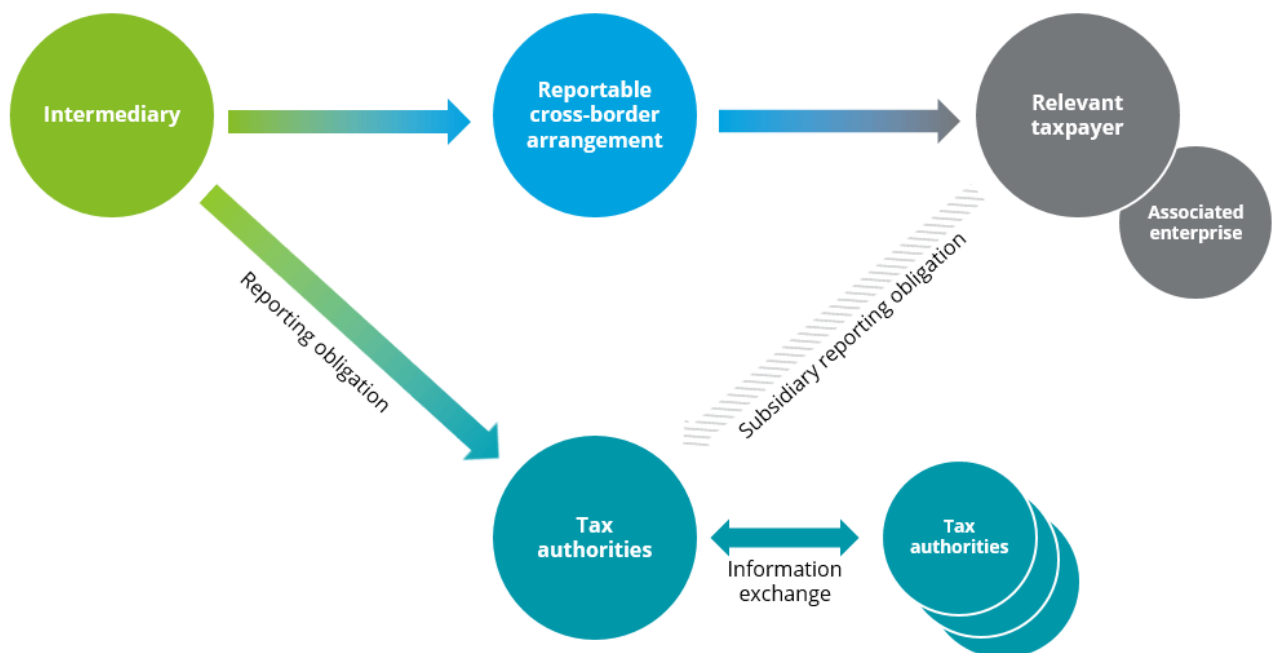 Intermediary
Reportable
cross-border
arrangement
Relevant
taxpayer
Associated
enterprise
Reporting obligation
Subsidiary reporting obligation
Tax
authorities
Information
exchange
Tax
authorities